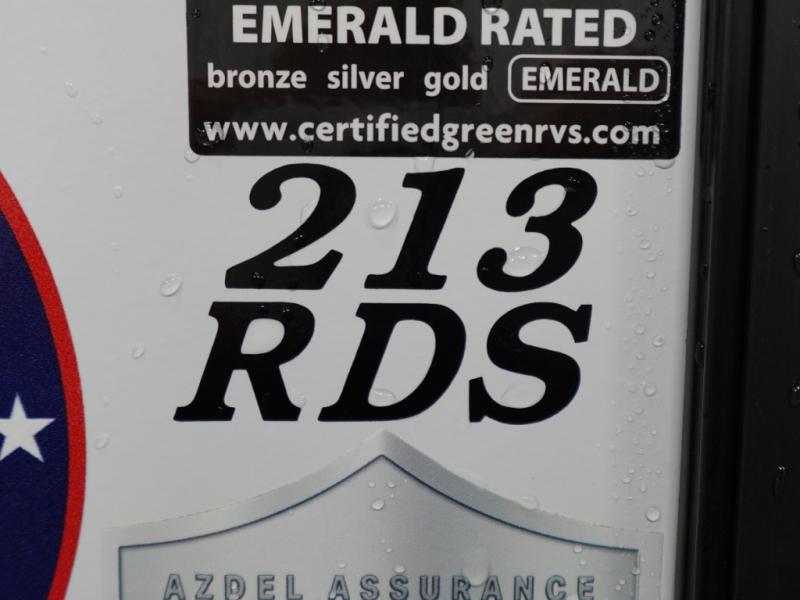 EMERALD RATED
bronze silver gold EMERALD
www.certifiedgreenrvs.com
213
RDS
AZDEL ASSURANCE